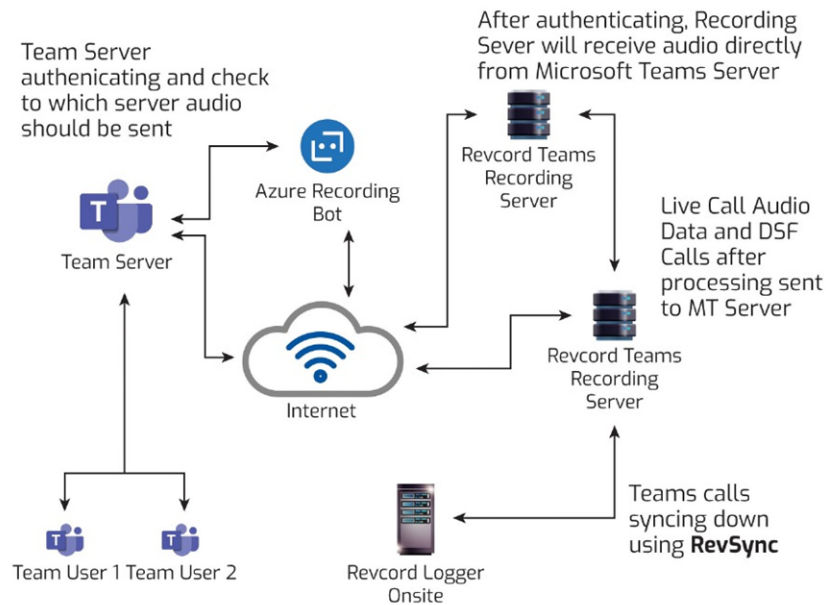 Team Server
authenicating and check
to which server audio
should be sent
After authenticating, Recording
Sever will receive audio directly
from Microsoft Teams Server
Azure Recording
Bot
Revcord Teams
Recording
Server
T
Team Server
Live Call Audio
Data and DSF
Calls after
processing sent
to MT Server
Internet
Revcord Teams
Recording
Server
T
Team User 1
T
Team User 2
Revcord Logger
Onsite
Teams calls
syncing down
using RevSync